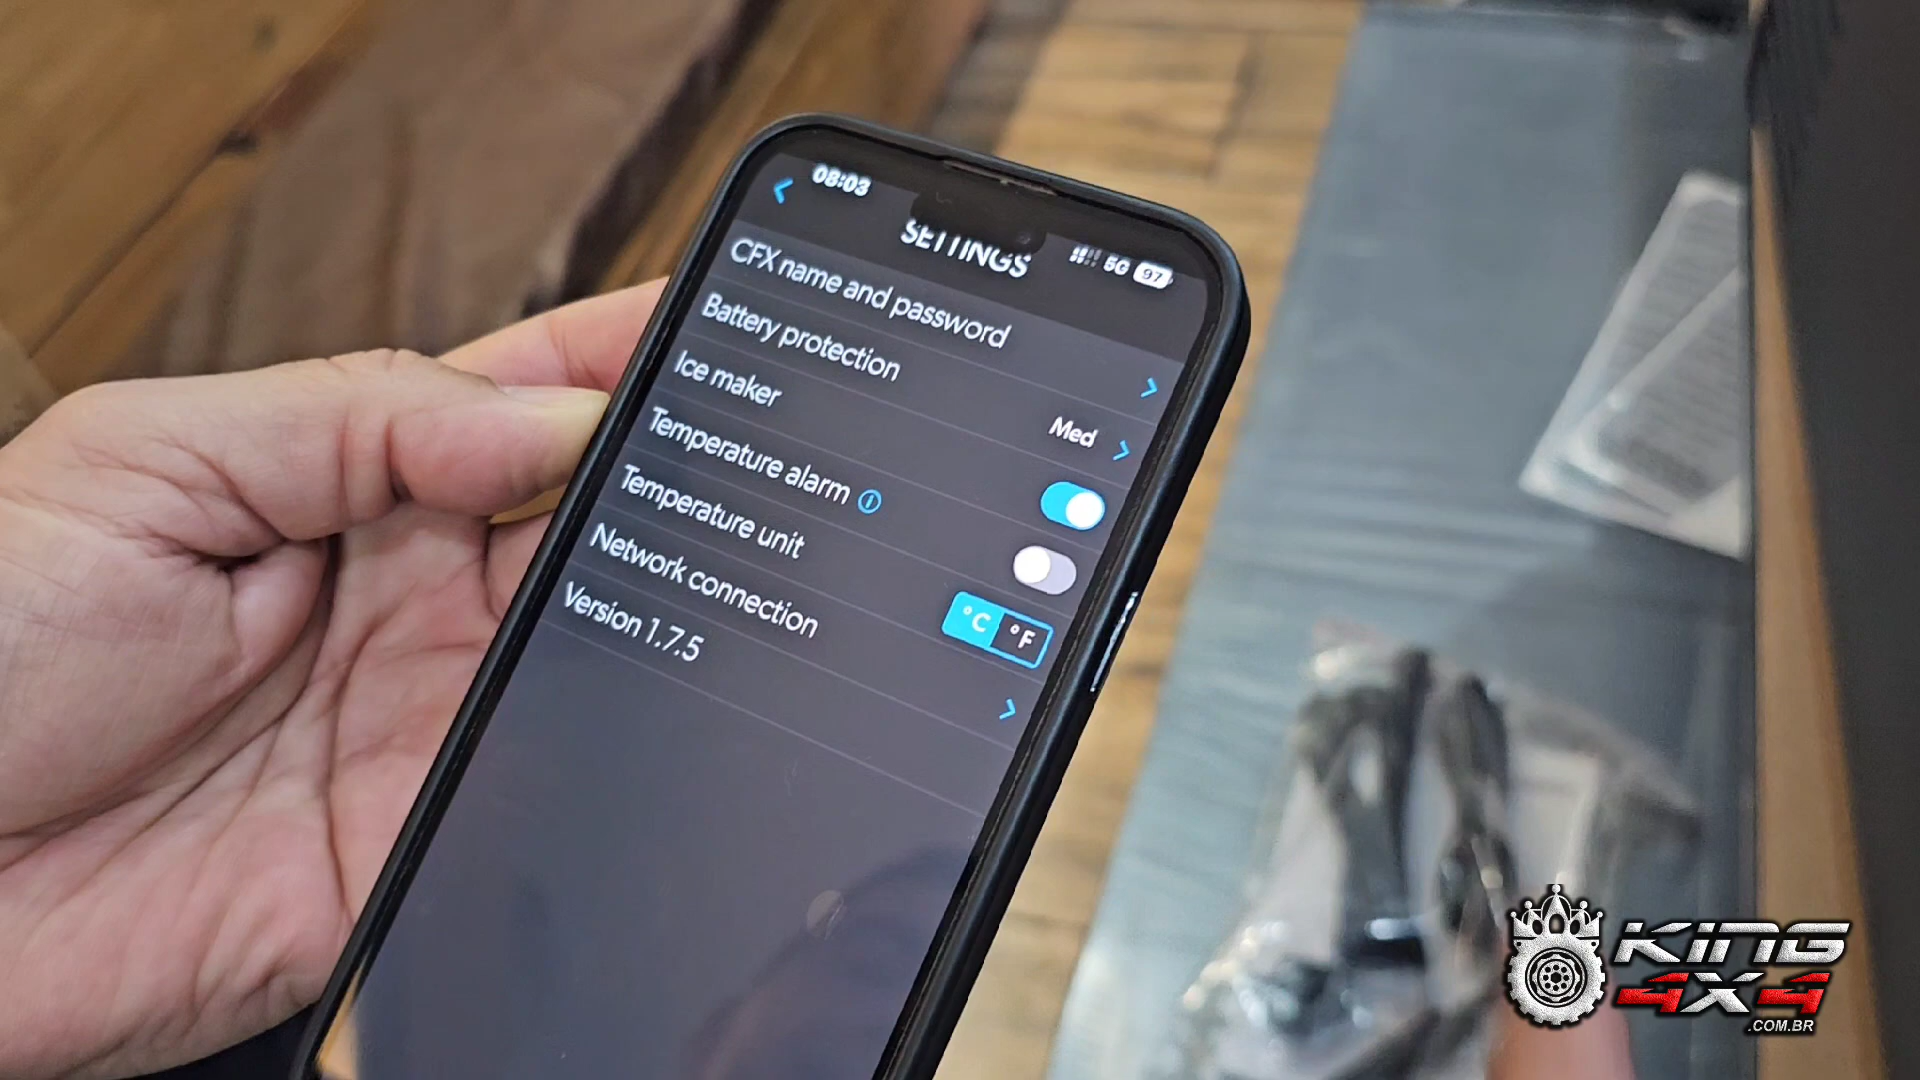 08:03
5G 97
SETTINGS
CFX name and password
Battery protection
Med
Ice maker
Temperature alarm
Temperature unit
°C °F
Network connection
Version 1.7.5
KING
4X4
.COM.BR